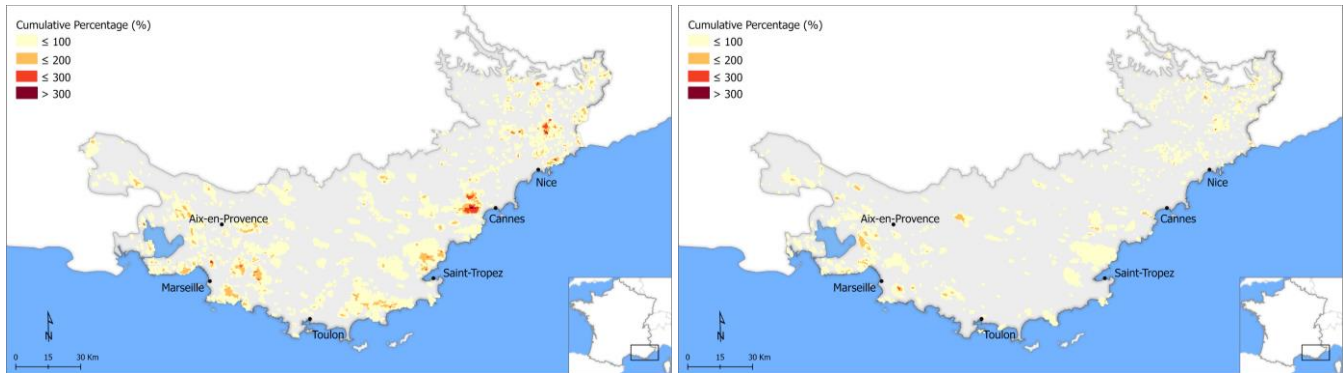 Cumulative Percentage (%)
≤ 100
≤ 200
≤ 300
> 300
Nice
Cannes
Aix-en-Provence
Saint-Tropez
Marseille
Toulon
N
0 15 30 Km
Cumulative Percentage (%)
≤ 100
≤ 200
≤ 300
> 300
Nice
Cannes
Aix-en-Provence
Saint-Tropez
Marseille
Toulon
N
0 15 30 Km